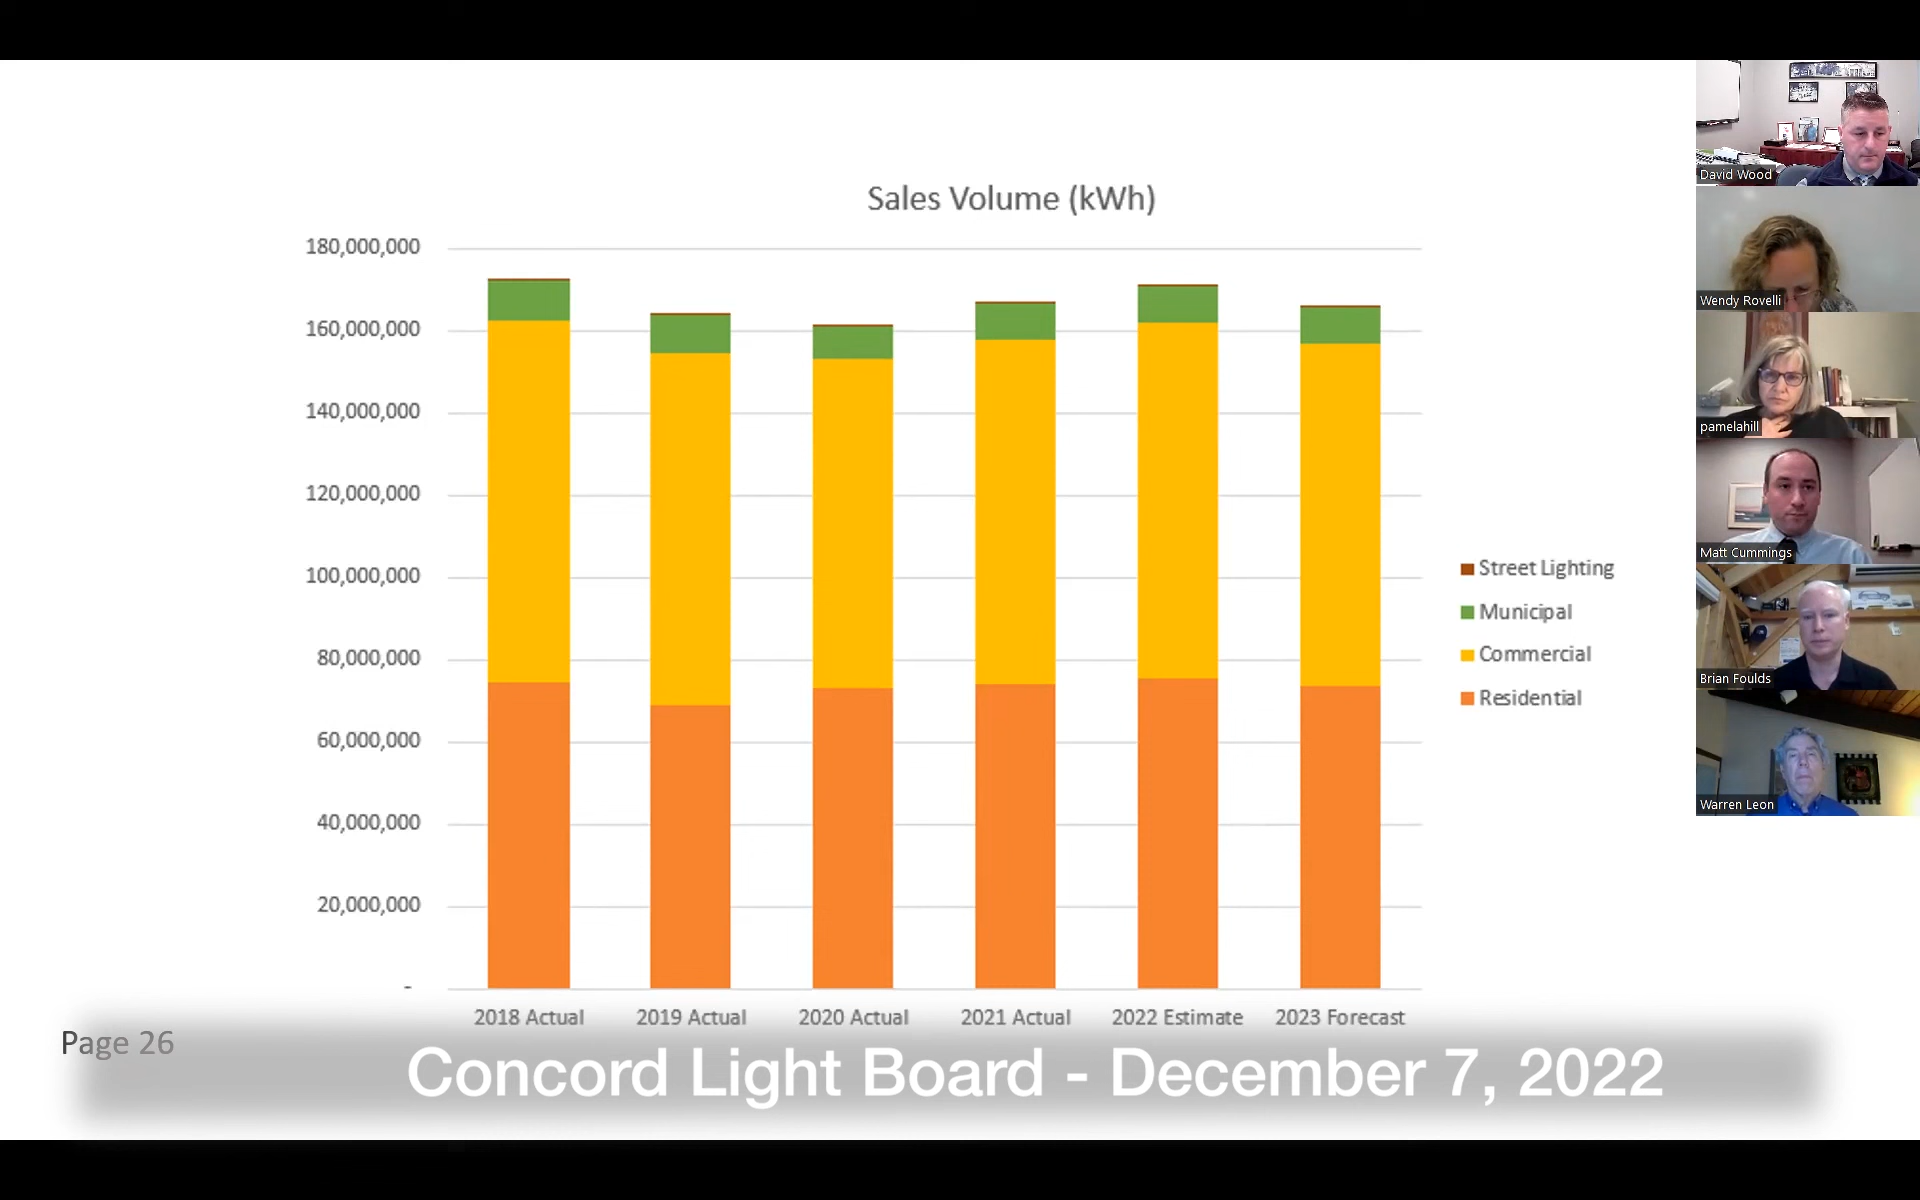 Sales Volume (kWh)
180,000,000
160,000,000
140,000,000
120,000,000
100,000,000
80,000,000
60,000,000
40,000,000
20,000,000
-
2018 Actual
2019 Actual
2020 Actual
2021 Actual
2022 Estimate
2023 Forecast
Street Lighting
Municipal
Commercial
Residential
David Wood
Wendy Rovelli
pamelahill
Matt Cummings
Brian Foulds
Warren Leon
Page 26
Concord Light Board - December 7, 2022